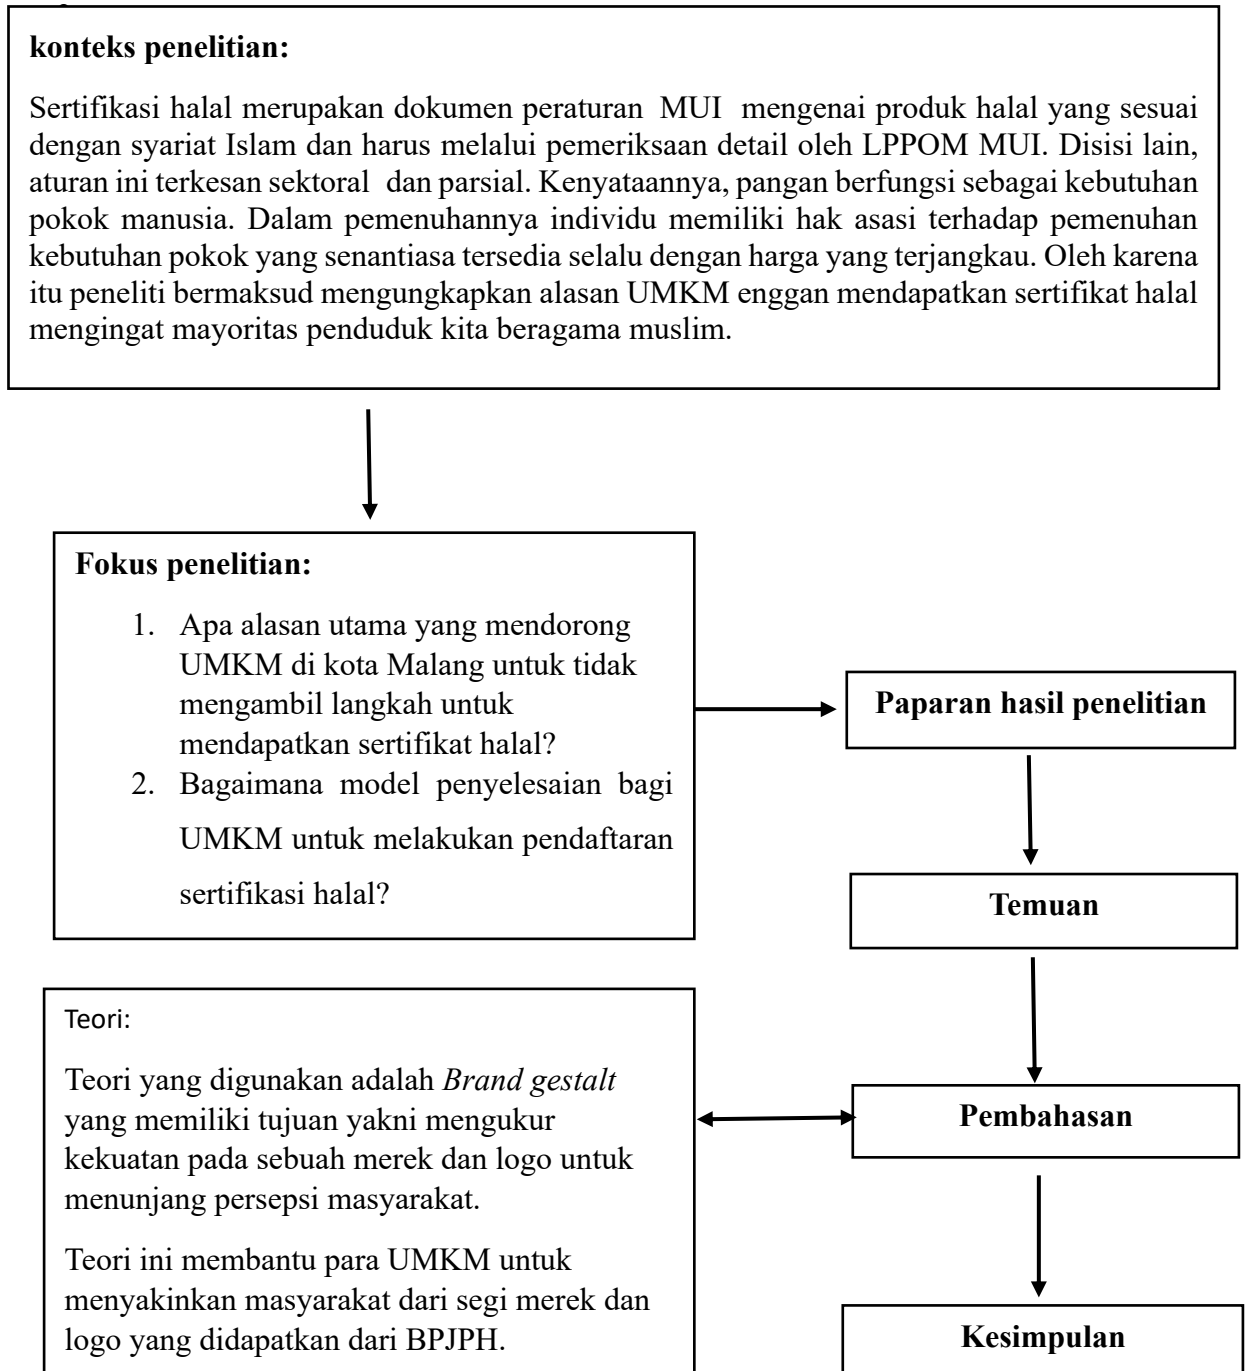 konteks penelitian:
Sertifikasi halal merupakan dokumen peraturan MUI mengenai produk halal yang sesuai
dengan syariat Islam dan harus melalui pemeriksaan detail oleh LPPOM MUI. Disisi lain,
aturan ini terkesan sektoral dan parsial. Kenyataannya, pangan berfungsi sebagai kebutuhan
pokok manusia. Dalam pemenuhannya individu memiliki hak asasi terhadap pemenuhan
kebutuhan pokok yang senantiasa tersedia selalu dengan harga yang terjangkau. Oleh karena
itu peneliti bermaksud mengungkapkan alasan UMKM enggan mendapatkan sertifikat halal
mengingat mayoritas penduduk kita beragama muslim.
Fokus penelitian:
1. Apa alasan utama yang mendorong
UMKM di kota Malang untuk tidak
mengambil langkah untuk
mendapatkan sertifikat halal?
2. Bagaimana model penyelesaian bagi
UMKM untuk melakukan pendaftaran
sertifikasi halal?
Paparan hasil penelitian
Temuan
Teori:
Teori yang digunakan adalah Brand gestalt
yang memiliki tujuan yakni mengukur
kekuatan pada sebuah merek dan logo untuk
menunjang persepsi masyarakat.
Teori ini membantu para UMKM untuk
menyakinkan masyarakat dari segi merek dan
logo yang didapatkan dari BPJPH.
Pembahasan
Kesimpulan